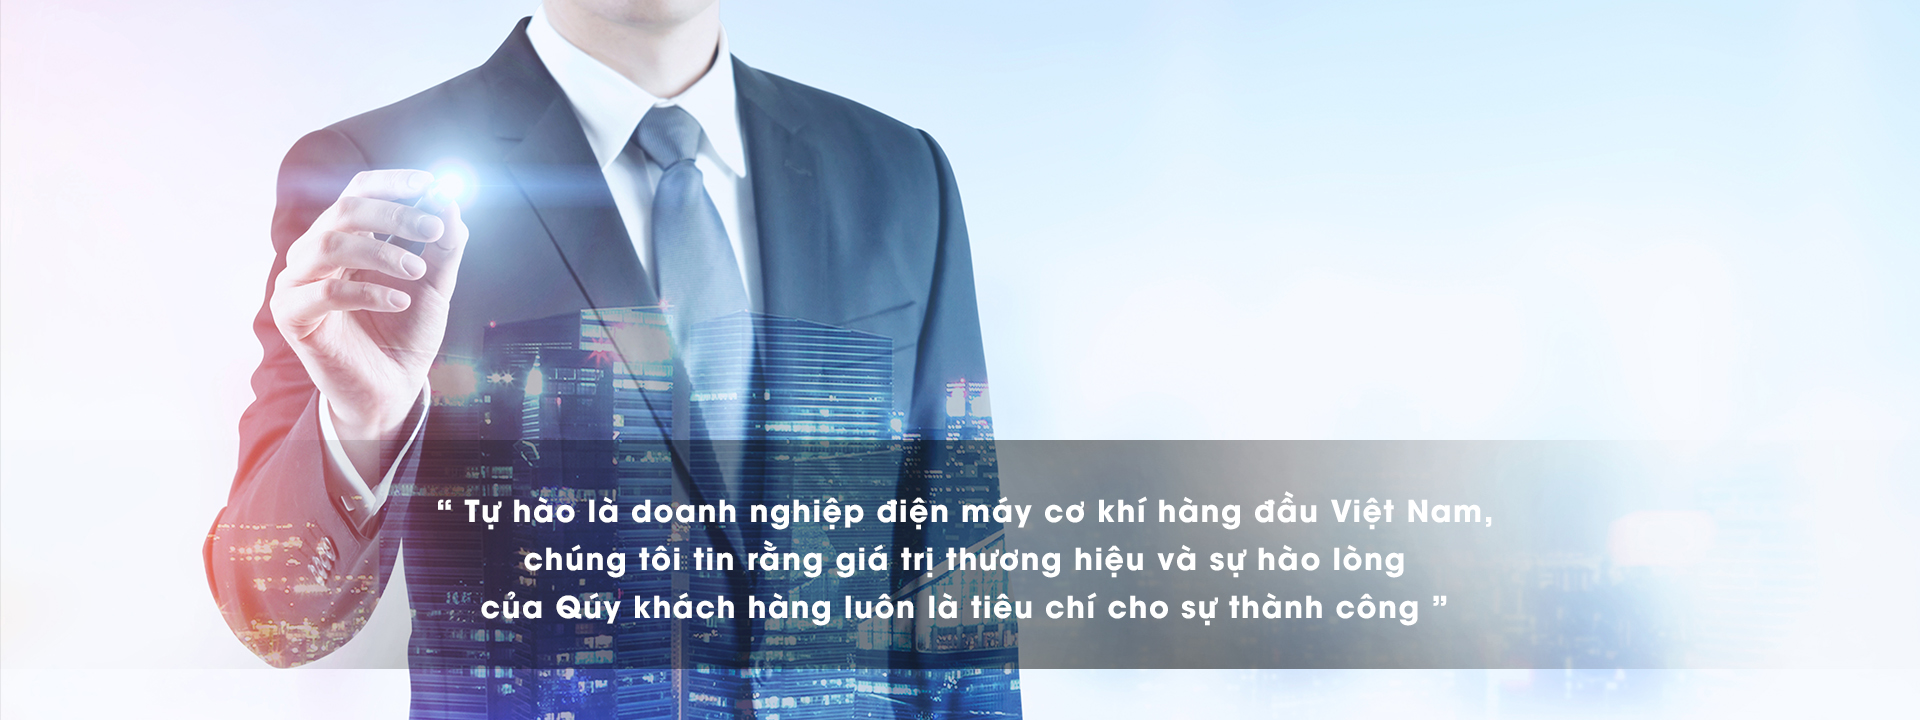 “ Tự hào là doanh nghiệp điện máy cơ khí hàng đầu Việt Nam,
chúng tôi tin rằng giá trị thương hiệu và sự hào lòng
của Qúy khách hàng luôn là tiêu chí cho sự thành công ”